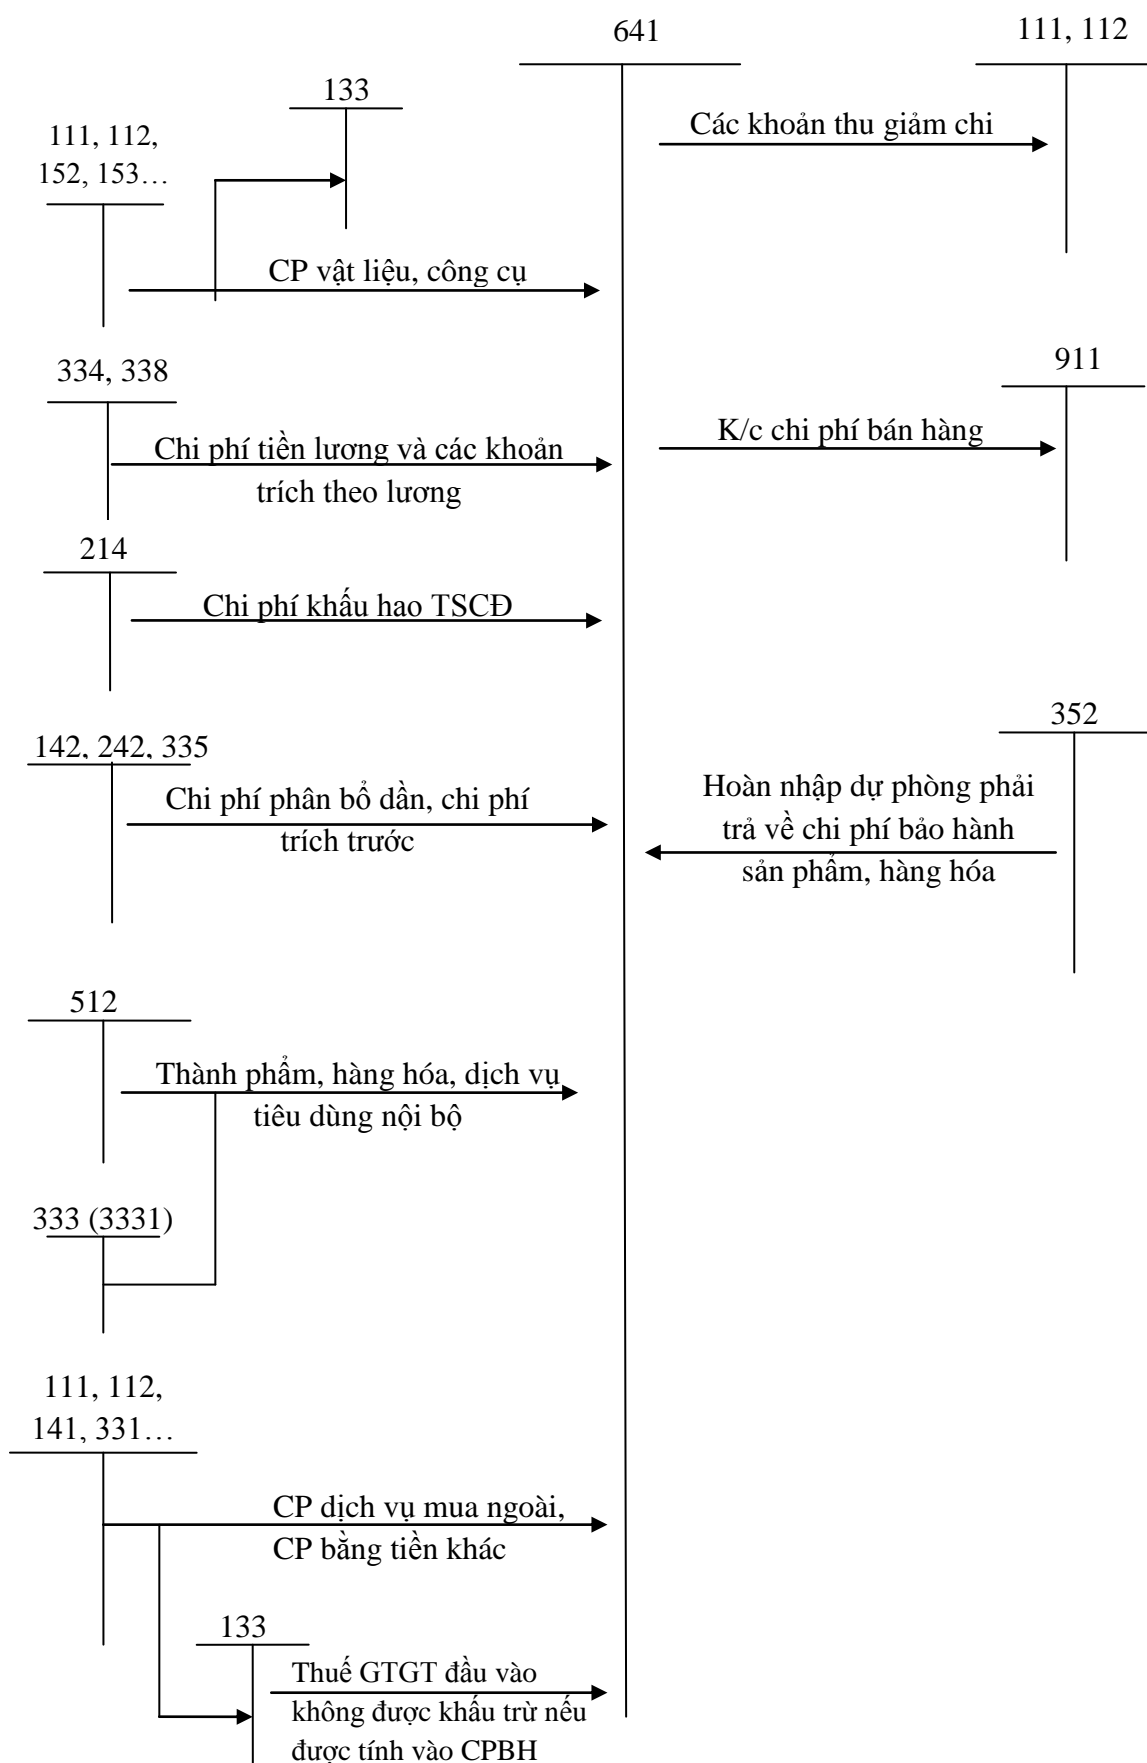 641
111, 112
133
Các khoản thu giảm chi
111, 112,
152, 153…
CP vật liệu, công cụ
334, 338
911
Chi phí tiền lương và các khoản
trích theo lương
K/c chi phí bán hàng
214
Chi phí khấu hao TSCĐ
142, 242, 335
352
Chi phí phân bổ dần, chi phí
trích trước
Hoàn nhập dự phòng phải
trả về chi phí bảo hành
sản phẩm, hàng hóa
512
Thành phẩm, hàng hóa, dịch vụ
tiêu dùng nội bộ
333 (3331)
111, 112,
141, 331…
CP dịch vụ mua ngoài,
CP bằng tiền khác
133
Thuế GTGT đầu vào
không được khấu trừ nếu
được tính vào CPBH